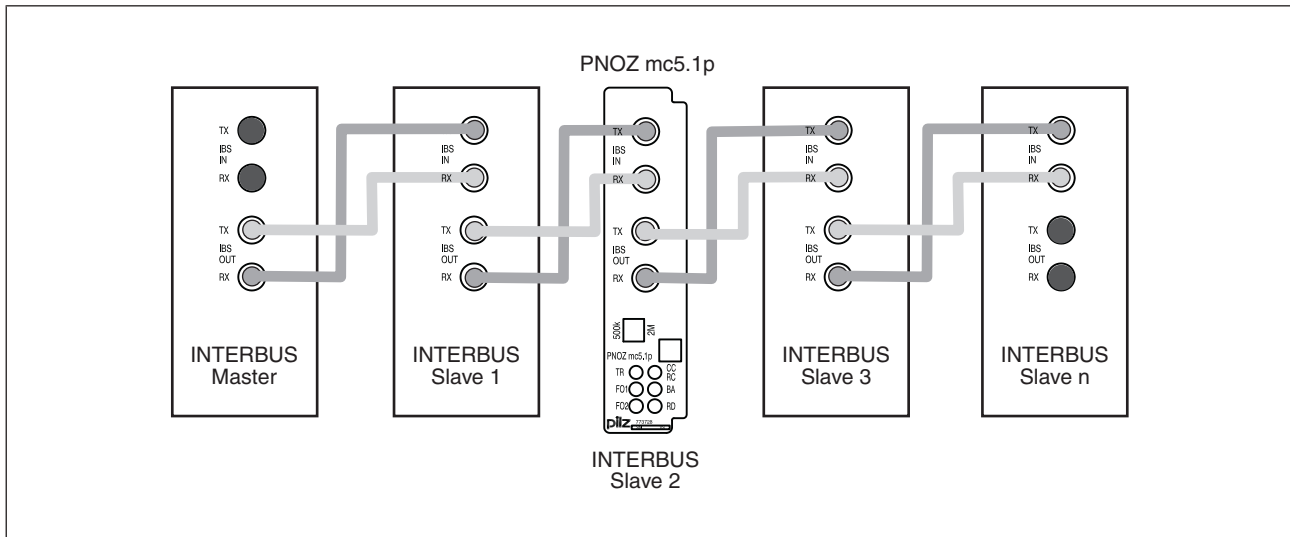 PNOZ mc5.1p
TX
IBS
IN
RX
TX
IBS
OUT
RX
INTERBUS
Master
IBS
IN
RX
TX
IBS
OUT
RX
INTERBUS
Slave 1
TX
IBS
IN
RX
TX
IBS
OUT
RX
500k
2M
PNOZ mc5.1p
TR
CC
RC
FO1
BA
FO2
RD
pilz
773728
INTERBUS
Slave 2
TX
IBS
IN
RX
TX
IBS
OUT
RX
INTERBUS
Slave 3
TX
IBS
IN
RX
TX
IBS
OUT
RX
INTERBUS
Slave n